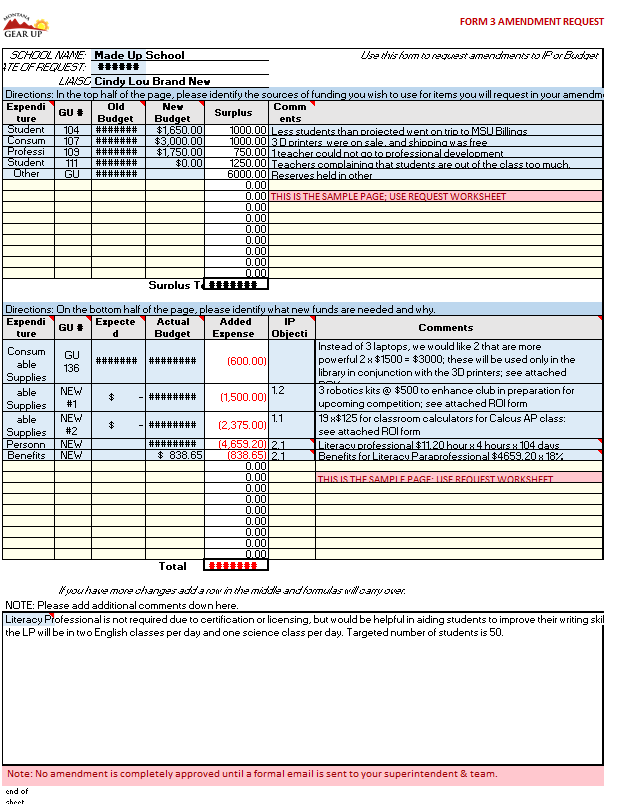 MONTANA
GEAR UP
FORM 3 AMENDMENT REQUEST
SCHOOL NAME: Made Up School Use this form to request amendments to IP or Budget
ATE OF REQUEST: ######
LIAISO Cindy Lou Brand New
Directions: In the top half of the page, please identify the sources of funding you wish to use for items you will request in your amendm
Expendi ture GU # Old Budget New Budget Surplus Comm ents
Student 104 ####### $1,650.00 1000.00 Less students than projected went on trip to MSU Billings
Consum 107 ####### $3,000.00 1000.00 3 D printers were on sale, and shipping was free
Professi 109 ####### $1,750.00 750.00 1 teacher could not go to professional development
Student 111 ####### $0.00 1250.00 Teachers complaining that students are out of the class too much.
Other GU ####### 6000.00 Reserves held in other
0.00
0.00 THIS IS THE SAMPLE PAGE; USE REQUEST WORKSHEET
0.00
0.00
0.00
0.00
0.00
0.00
Surplus T #######
Directions: On the bottom half of the page, please identify what new funds are needed and why.
Expendi ture GU # Expecte d Actual Budget Added Expense IP Objecti Comments
Consum able Supplies GU 136 ####### ######## (600.00) Instead of 3 laptops, we would like 2 that are more
powerful 2 x $1500 = $3000; these will be used only in the
library in conjunction with the 3D printers; see attached
able Supplies NEW #1 $ - ######## (1,500.00) 1.2 3 robotics kits @ $500 to enhance club in preparation for
upcoming competition; see attached ROI form
able Supplies NEW #2 $ - ######## (2,375.00) 1.1 19 x $125 for classroom calculators for Calcus AP class:
see attached ROI form
Personn NEW ######## (4,659.20) 2.1 Literacy professional $11.20 hour x 4 hours x 104 days
Benefits NEW $ 838.65 (838.65) 2.1 Benefits for Literacy Paraprofessional $4659.20 x 18%
0.00
0.00 THIS IS THE SAMPLE PAGE; USE REQUEST WORKSHEET
0.00
0.00
0.00
0.00
0.00
0.00
Total #######
If you have more changes add a row in the middle and formulas will carry over.
NOTE: Please add additional comments down here.
Literacy Professional is not required due to certification or licensing, but would be helpful in aiding students to improve their writing skil
the LP will be in two English classes per day and one science class per day. Targeted number of students is 50.
Note: No amendment is completely approved until a formal email is sent to your superintendent & team.
end of
sheet